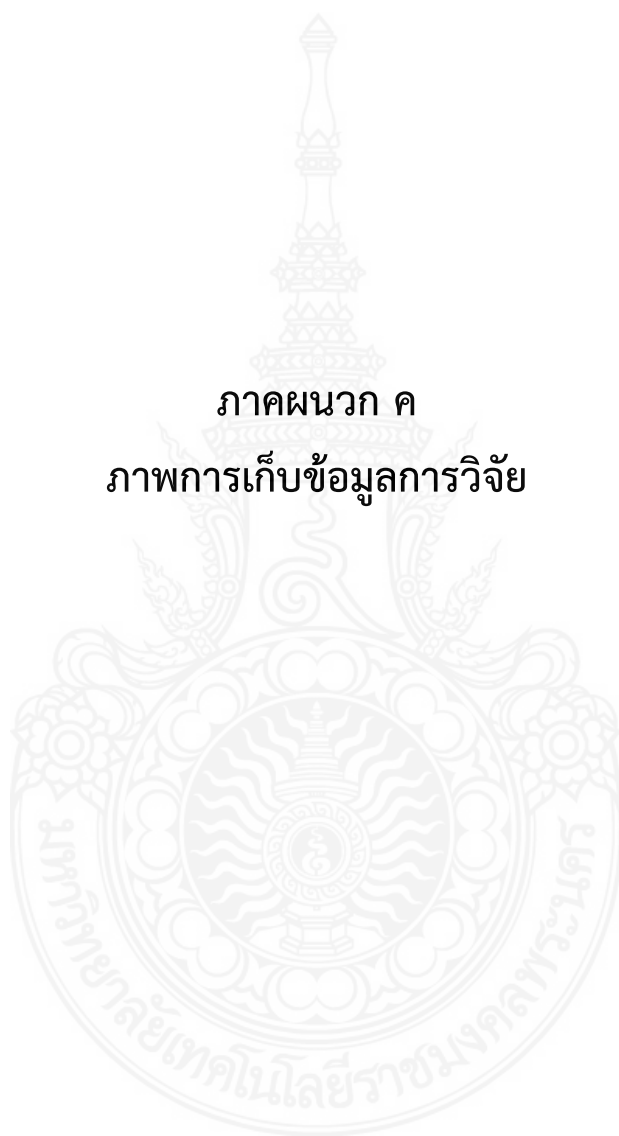 ภาคผนวก ค
ภาพการเก็บข้อมูลการวิจัย
มหาวิทยาลัยเทคโนโลยีราชมงคลพระนคร